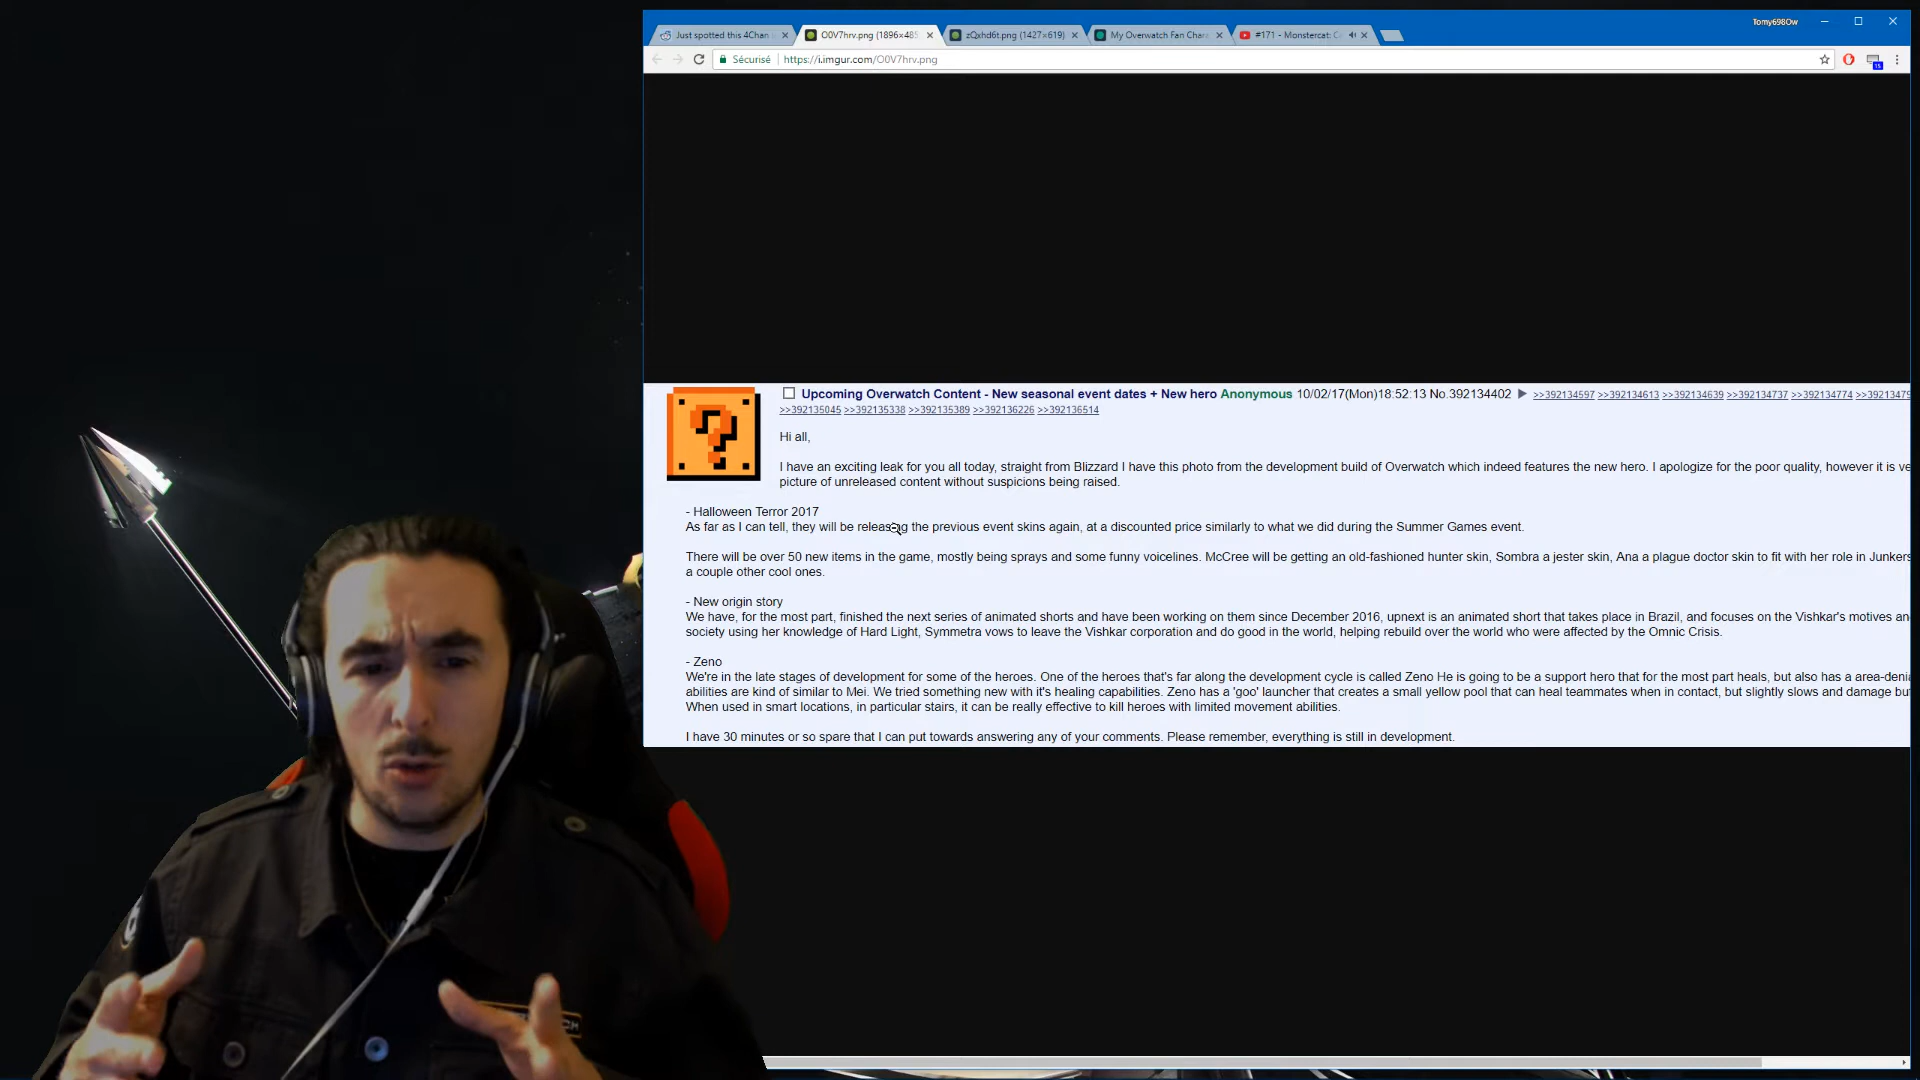 Tomy698Ow
Just spotted this 4Chan
O0V7hrv.png (1896×485
zQxhd6t.png (1427×619)
My Overwatch Fan Chara
#171 - Monstercat: C
Sécurisé
https://i.imgur.com/O0V7hrv.png
15
Upcoming Overwatch Content - New seasonal event dates + New hero Anonymous 10/02/17(Mon)18:52:13 No.392134402 ▶ >>392134597 >>392134613 >>392134639 >>392134737 >>392134774 >>39213479
>>392135045 >>392135338 >>392135389 >>392136226 >>392136514
Hi all,
I have an exciting leak for you all today, straight from Blizzard I have this photo from the development build of Overwatch which indeed features the new hero. I apologize for the poor quality, however it is ve
picture of unreleased content without suspicions being raised.
- Halloween Terror 2017
As far as I can tell, they will be releasing the previous event skins again, at a discounted price similarly to what we did during the Summer Games event.
There will be over 50 new items in the game, mostly being sprays and some funny voicelines. McCree will be getting an old-fashioned hunter skin, Sombra a jester skin, Ana a plague doctor skin to fit with her role in Junkers
a couple other cool ones.
- New origin story
We have, for the most part, finished the next series of animated shorts and have been working on them since December 2016, upnext is an animated short that takes place in Brazil, and focuses on the Vishkar's motives an
society using her knowledge of Hard Light, Symmetra vows to leave the Vishkar corporation and do good in the world, helping rebuild over the world who were affected by the Omnic Crisis.
- Zeno
We're in the late stages of development for some of the heroes. One of the heroes that's far along the development cycle is called Zeno He is going to be a support hero that for the most part heals, but also has a area-denia
abilities are kind of similar to Mei. We tried something new with it's healing capabilities. Zeno has a 'goo' launcher that creates a small yellow pool that can heal teammates when in contact, but slightly slows and damage bu
When used in smart locations, in particular stairs, it can be really effective to kill heroes with limited movement abilities.
I have 30 minutes or so spare that I can put towards answering any of your comments. Please remember, everything is still in development.